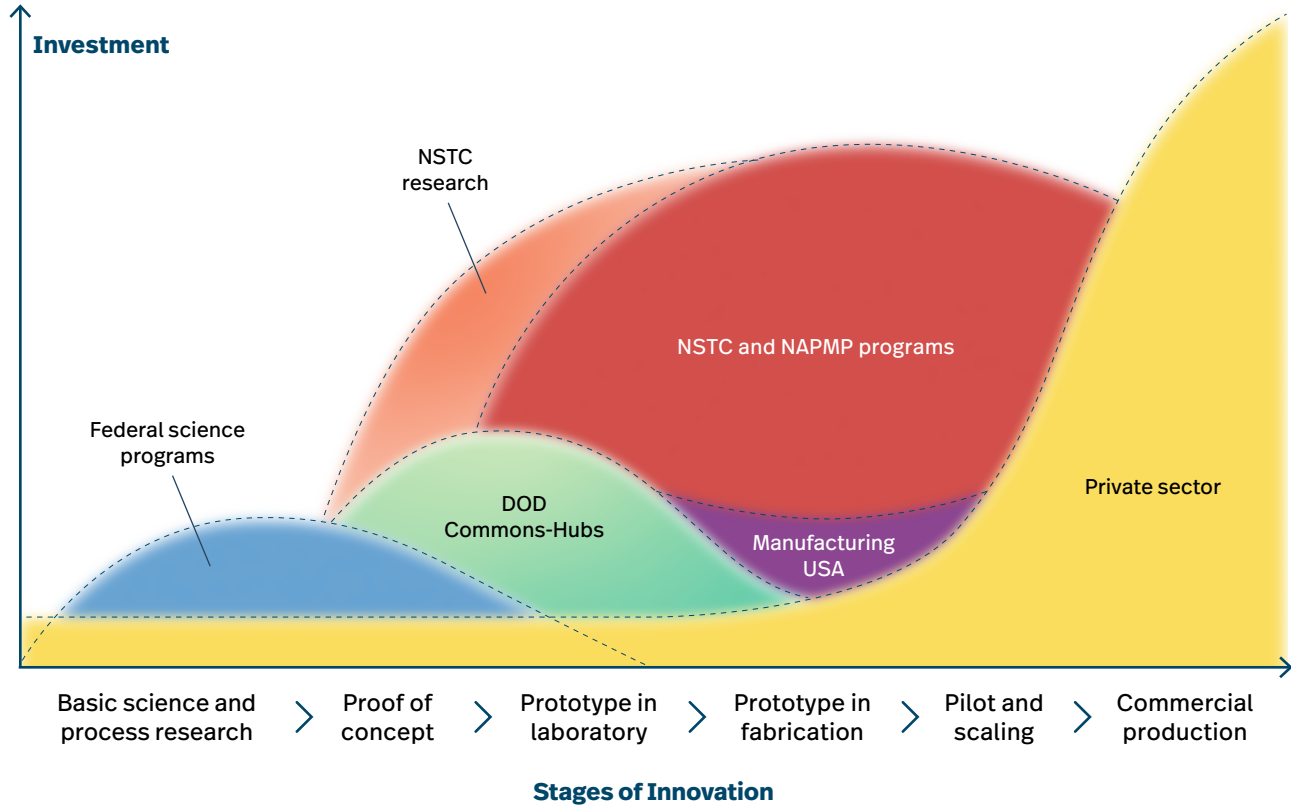 Investment
NSTC
research
NSTC and NAPMP programs
Federal science
programs
DOD
Commons-Hubs
Private sector
Manufacturing
USA
Basic science and
process research
Proof of
concept
Prototype in
laboratory
Prototype in
fabrication
Pilot and
scaling
Commercial
production
Stages of Innovation